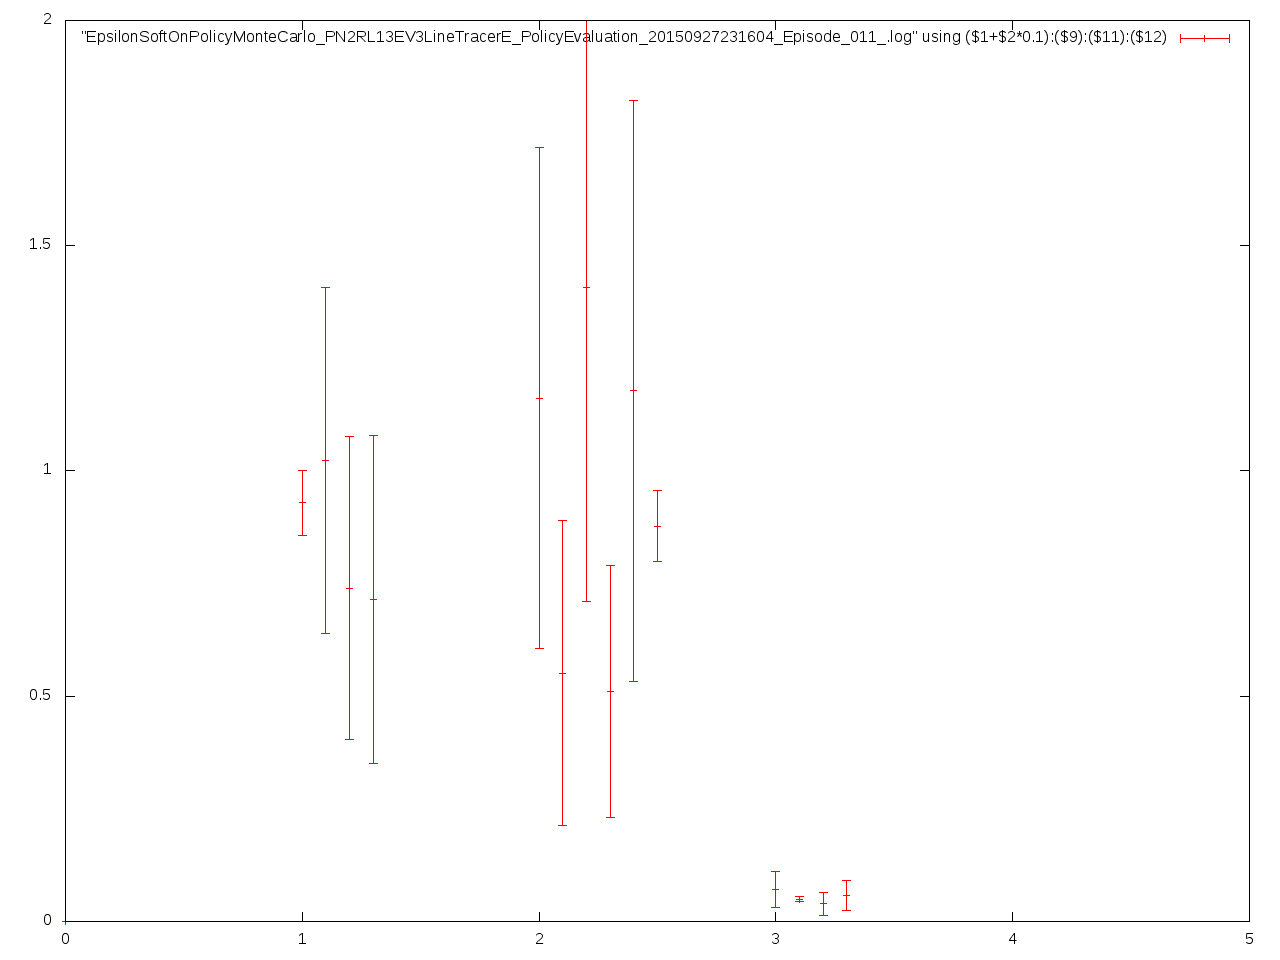 2
"EpsilonSoftOnPolicyMonteCarlo_PN2RL13EV3LineTracerE_PolicyEvaluation_20150927231604_Episode_011_.log" using ($1+$2*0.1):($9):($11):($12)
1.5
1
0.5
0
0 1 2 3 4 5